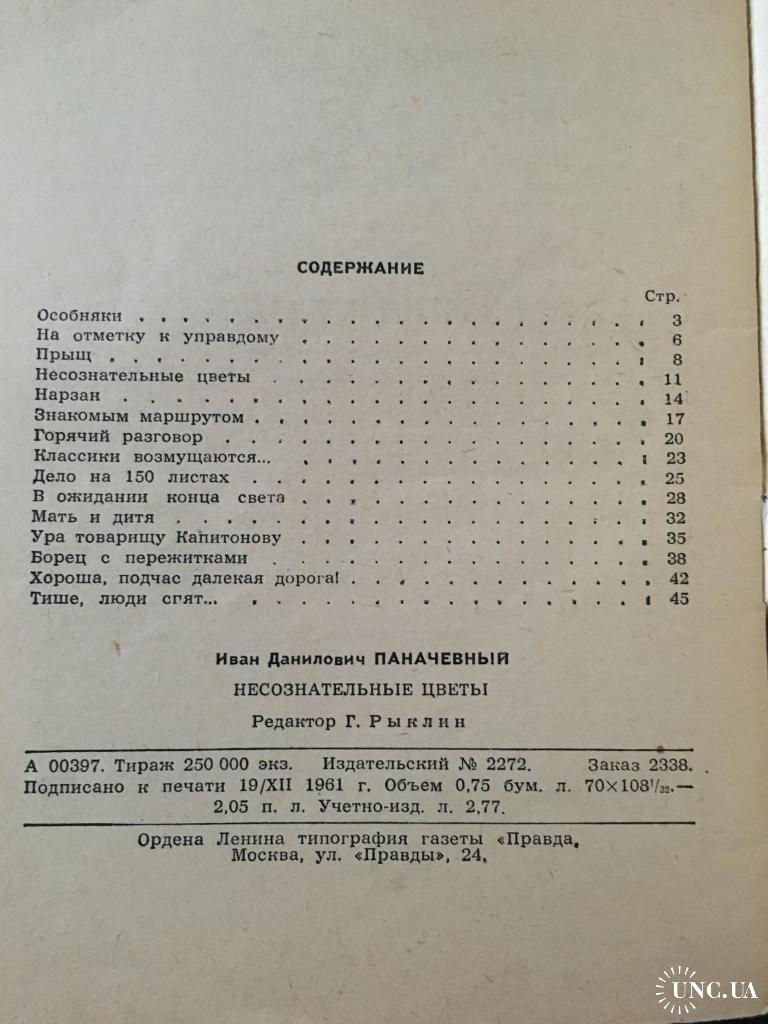 СОДЕРЖАНИЕ
Стр.
Особняки . . . . . . . . . . . . . . . 3
На отметку к управдому . . . . . . . . . . 6
Прыщ . . . . . . . . . . . . . . . . 8
Несознательные цветы . . . . . . . . . . . 11
Нарзан . . . . . . . . . . . . . . . 14
Знакомым маршрутом . . . . . . . . . . . 17
Горячий разговор . . . . . . . . . . . . 20
Классики возмущаются... . . . . . . . . . . 23
Дело на 150 листах . . . . . . . . . . . 25
В ожидании конца света . . . . . . . . . . 28
Мать и дитя . . . . . . . . . . . . . 32
Ура товарищу Капитонову . . . . . . . . . . 35
Борец с пережитками . . . . . . . . . . . 38
Хороша, подчас далекая дорога! . . . . . . . . 42
Тише, люди спят... . . . . . . . . . . . . 45
Иван Данилович ПАНАЧЕВНЫЙ
НЕСОЗНАТЕЛЬНЫЕ ЦВЕТЫ
Редактор Г. Рыклин
А 00397. Тираж 250 000 экз. Издательский № 2272. Заказ 2338.
Подписано к печати 19/XII 1961 г. Объем 0,75 бум. л. 70×108¹/₃₂.—
2,05 п. л. Учетно-изд. л. 2,77.
Ордена Ленина типография газеты «Правда,
Москва, ул. «Правды», 24,
UNC.UA